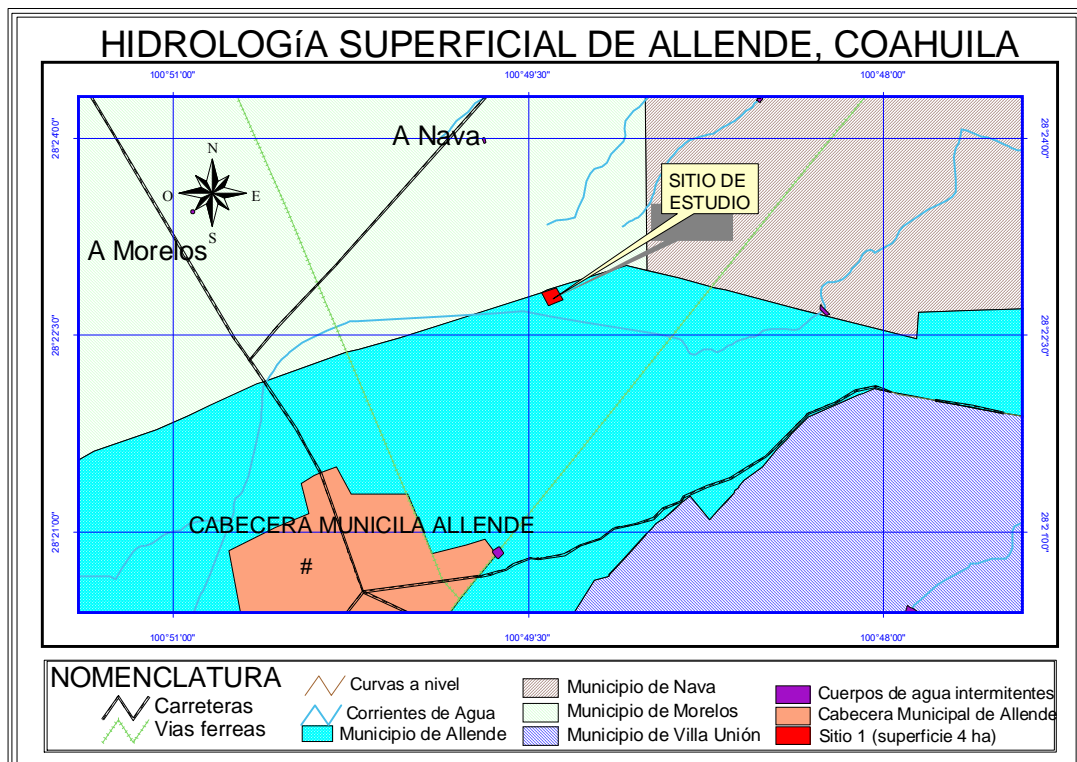 HIDROLOGíA SUPERFICIAL DE ALLENDE, COAHUILA
100°51'00"
100°49'30"
100°48'00"
28°24'00"
28°24'00"
A Nava
N
O
E
S
SITIO DE
ESTUDIO
A Morelos
28°22'30"
28°22'30"
CABECERA MUNICILA ALLENDE
28°21'00"
28°21'00"
#
100°51'00"
100°49'30"
100°48'00"
NOMENCLATURA
Carreteras
Vias ferreas
Curvas a nivel
Corrientes de Agua
Municipio de Allende
Municipio de Nava
Municipio de Morelos
Municipio de Villa Unión
Cuerpos de agua intermitentes
Cabecera Municipal de Allende
Sitio 1 (superficie 4 ha)